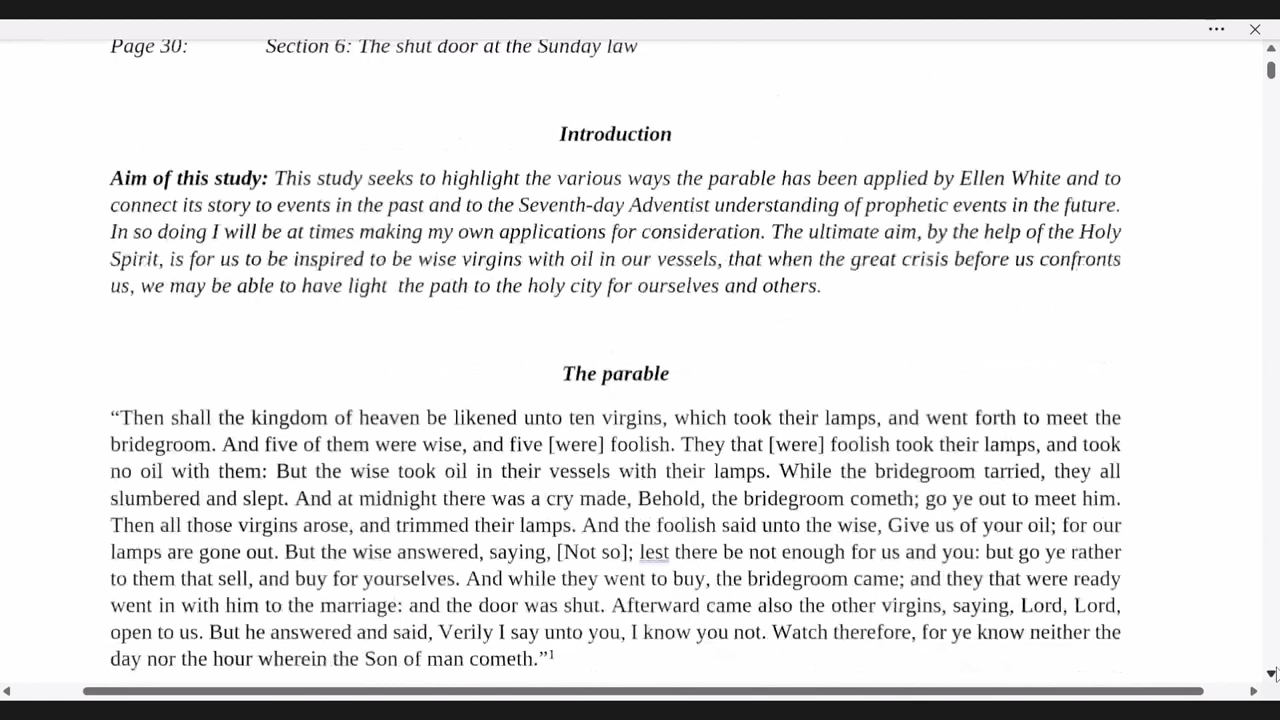 Page 30: Section 6: The shut door at the Sunday law
Introduction
Aim of this study: This study seeks to highlight the various ways the parable has been applied by Ellen White and to
connect its story to events in the past and to the Seventh-day Adventist understanding of prophetic events in the future.
In so doing I will be at times making my own applications for consideration. The ultimate aim, by the help of the Holy
Spirit, is for us to be inspired to be wise virgins with oil in our vessels, that when the great crisis before us confronts
us, we may be able to have light the path to the holy city for ourselves and others.
The parable
“Then shall the kingdom of heaven be likened unto ten virgins, which took their lamps, and went forth to meet the
bridegroom. And five of them were wise, and five [were] foolish. They that [were] foolish took their lamps, and took
no oil with them: But the wise took oil in their vessels with their lamps. While the bridegroom tarried, they all
slumbered and slept. And at midnight there was a cry made, Behold, the bridegroom cometh; go ye out to meet him.
Then all those virgins arose, and trimmed their lamps. And the foolish said unto the wise, Give us of your oil; for our
lamps are gone out. But the wise answered, saying, [Not so]; lest there be not enough for us and you: but go ye rather
to them that sell, and buy for yourselves. And while they went to buy, the bridegroom came; and they that were ready
went in with him to the marriage: and the door was shut. Afterward came also the other virgins, saying, Lord, Lord,
open to us. But he answered and said, Verily I say unto you, I know you not. Watch therefore, for ye know neither the
day nor the hour wherein the Son of man cometh.”1